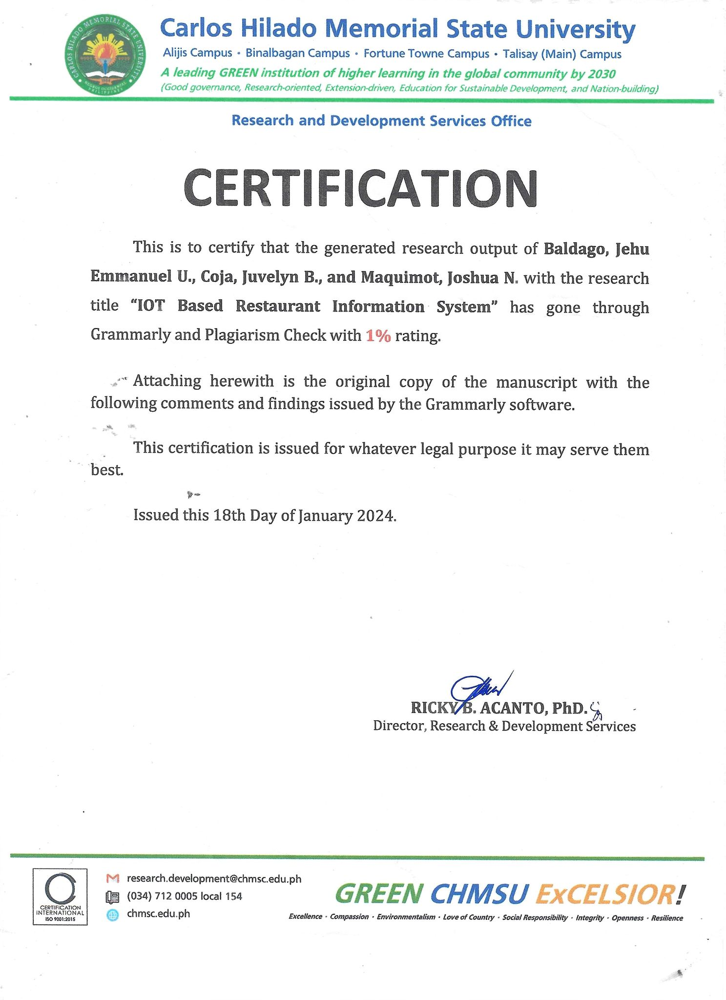 CARLOS HILADO MEMORIAL STATE UNIVERSITY
NEGROS OCCIDENTAL
PHILIPPINES
Carlos Hilado Memorial State University
Alijis Campus • Binalbagan Campus • Fortune Towne Campus • Talisay (Main) Campus
A leading GREEN institution of higher learning in the global community by 2030
(Good governance, Research-oriented, Extension-driven, Education for Sustainable Development, and Nation-building)
Research and Development Services Office
CERTIFICATION
This is to certify that the generated research output of Baldago, Jehu
Emmanuel U., Coja, Juvelyn B., and Maquimot, Joshua N. with the research
title “IOT Based Restaurant Information System” has gone through
Grammarly and Plagiarism Check with 1% rating.
Attaching herewith is the original copy of the manuscript with the
following comments and findings issued by the Grammarly software.
This certification is issued for whatever legal purpose it may serve them
best.
Issued this 18th Day of January 2024.
RICKY B. ACANTO, PhD.
Director, Research & Development Services
CERTIFICATION
INTERNATIONAL
ISO 9001:2015
research.development@chmsc.edu.ph
(034) 712 0005 local 154
chmsc.edu.ph
GREEN CHMSU ExCELSIOR!
Excellence • Compassion • Environmentalism • Love of Country • Social Responsibility • Integrity • Openness • Resilience